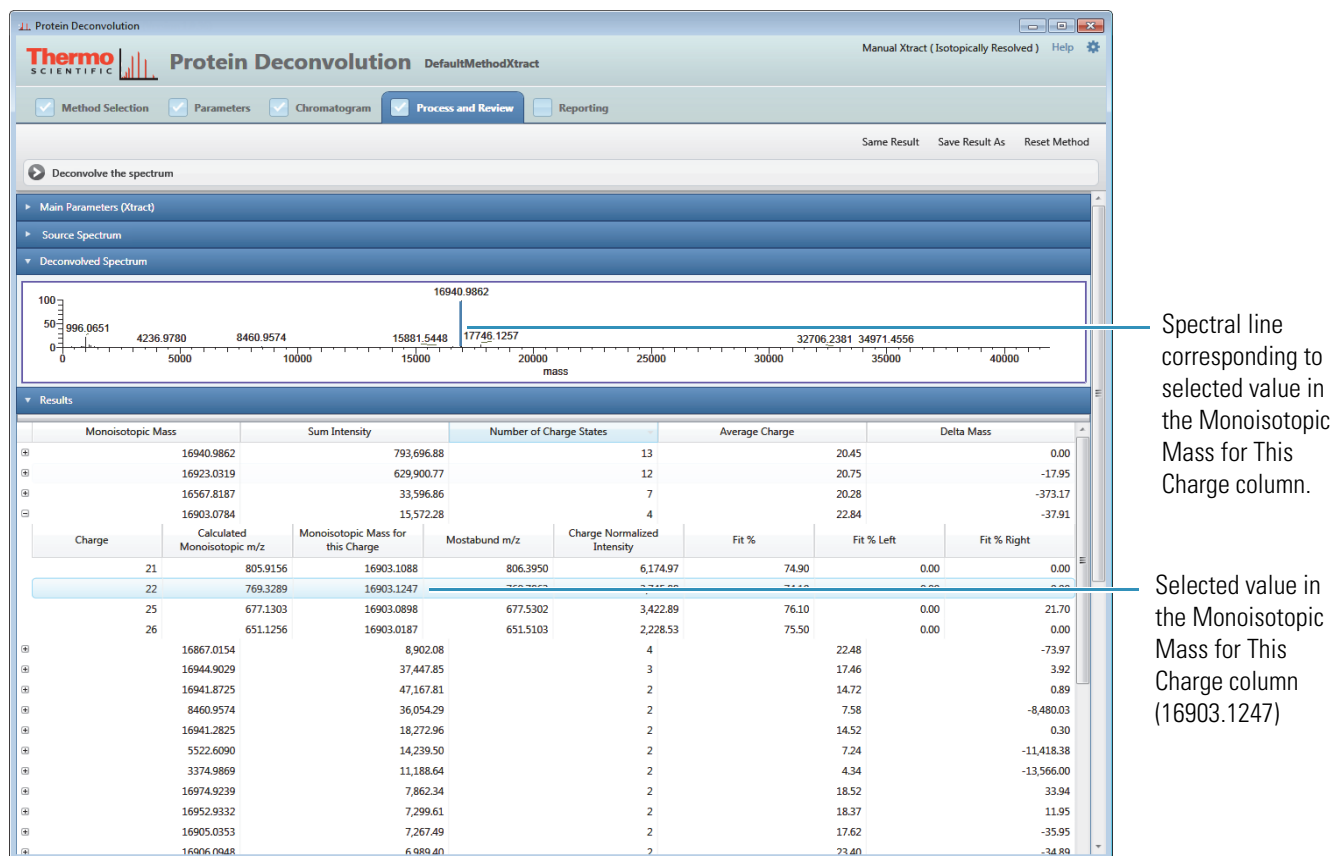 Protein Deconvolution
Thermo
SCIENTIFIC
Protein Deconvolution DefaultMethodXtract
Manual Xtract ( Isotopically Resolved ) Help
Method Selection Parameters Chromatogram Process and Review Reporting
Same Result Save Result As Reset Method
Deconvolve the spectrum
Main Parameters (Xtract)
Source Spectrum
Deconvolved Spectrum
16940.9862
100
50
0
996.0651 4236.9780 8460.9574 15881.5448 17746.1257 32706.2381 34971.4556
0 5000 10000 15000 20000 25000 30000 35000 40000
mass
Spectral line
corresponding to
selected value in
the Monoisotopic
Mass for This
Charge column.
Results
Monoisotopic Mass Sum Intensity Number of Charge States Average Charge Delta Mass
16940.9862 793,696.88 13 20.45 0.00
16923.0319 629,900.77 12 20.75 -17.95
16567.8187 33,596.86 7 20.28 -373.17
16903.0784 15,572.28 4 22.84 -37.91
Charge Calculated Monoisotopic m/z Monoisotopic Mass for this Charge Mostabund m/z Charge Normalized Intensity Fit % Fit % Left Fit % Right
21 805.9156 16903.1088 806.3950 6,174.97 74.90 0.00 0.00
22 769.3289 16903.1247
25 677.1303 16903.0898 677.5302 3,422.89 76.10 0.00 21.70
26 651.1256 16903.0187 651.5103 2,228.53 75.50 0.00 0.00
16867.0154 8,902.08 4 22.48 -73.97
16944.9029 37,447.85 3 17.46 3.92
16941.8725 47,167.81 2 14.72 0.89
8460.9574 36,054.29 2 7.58 -8,480.03
16941.2825 18,272.96 2 14.52 0.30
5522.6090 14,239.50 2 7.24 -11,418.38
3374.9869 11,188.64 2 4.34 -13,566.00
16974.9239 7,862.34 2 18.52 33.94
16952.9332 7,299.61 2 18.37 11.95
16905.0353 7,267.49 2 17.62 -35.95
16906.0948 6,989.40 2 23.40 -34.89
Selected value in
the Monoisotopic
Mass for This
Charge column
(16903.1247)